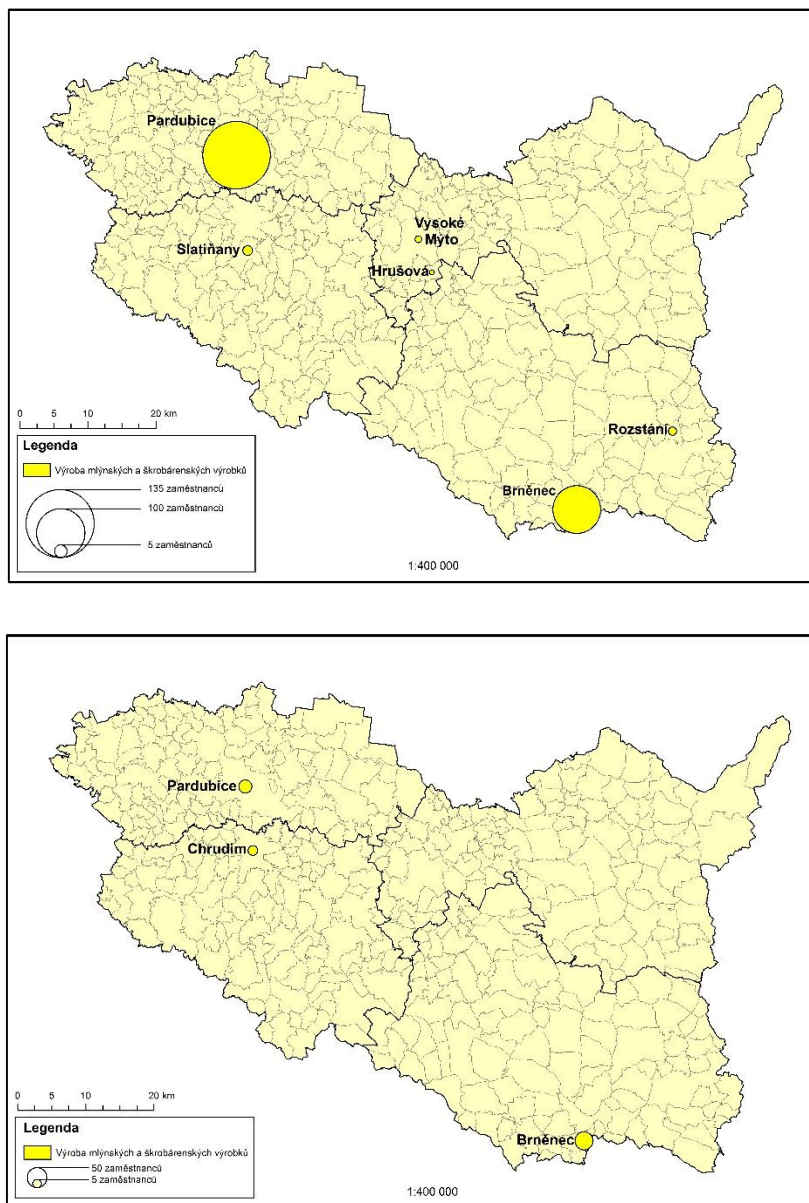 Pardubice
Slatiňany
Vysoké
Mýto
Hrušová
Rozstání
Brněnec
0 5 10 20 km
Legenda
Výroba mlýnských a škrobárenských výrobků
135 zaměstnanců
100 zaměstnanců
5 zaměstnanců
1:400 000
Pardubice
Chrudim
Brněnec
0 5 10 20 km
Legenda
Výroba mlýnských a škrobárenských výrobků
50 zaměstnanců
5 zaměstnanců
1:400 000